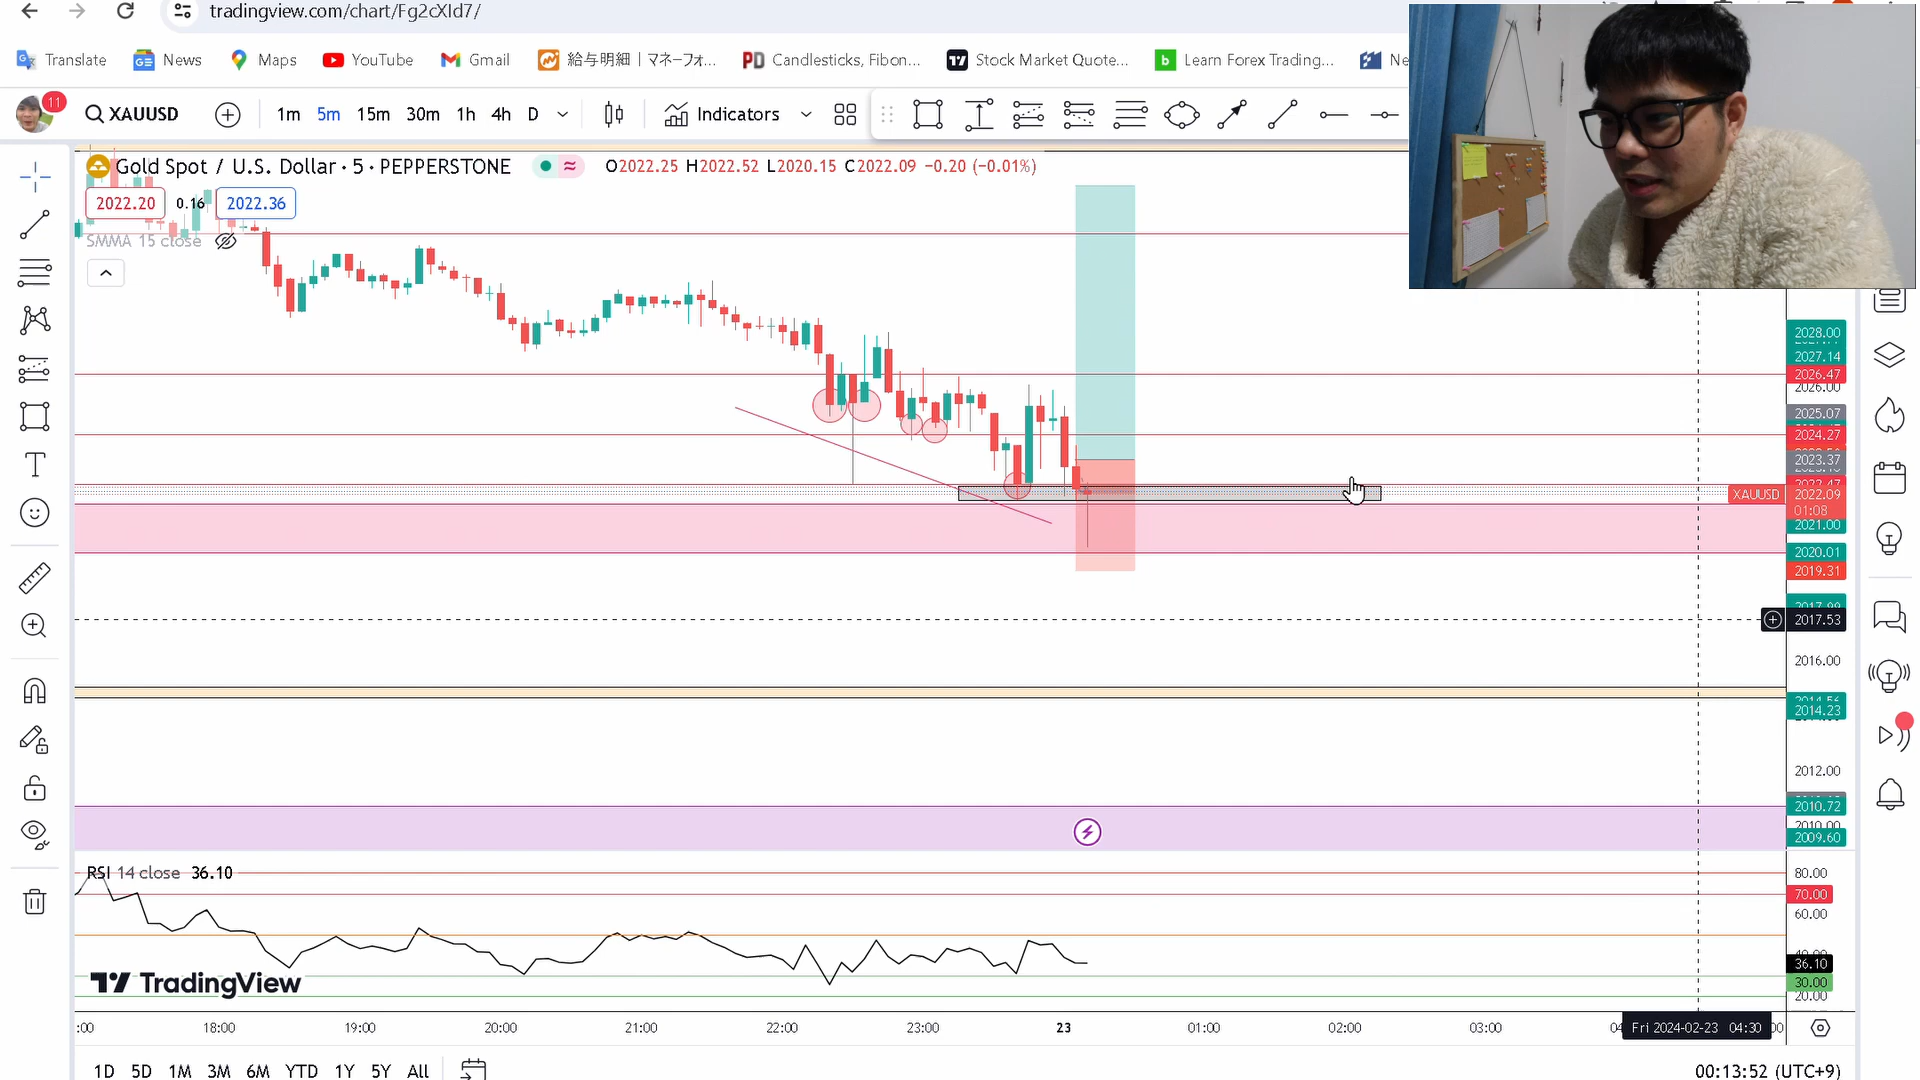 tradingview.com/chart/Fg2cXId7/
Translate News Maps YouTube Gmail 給与明細 | マネーフォ... Candlesticks, Fibon... Stock Market Quote... Learn Forex Trading... Ne
11 XAUUSD 1m 5m 15m 30m 1h 4h D Indicators
Gold Spot / U.S. Dollar · 5 · PEPPERSTONE O2022.25 H2022.52 L2020.15 C2022.09 −0.20 (−0.01%)
2022.20 0.16 2022.36
SMMA 15 close
2028.00
2027.14
2026.47
2026.00
2025.07
2024.27
2023.37
XAUUSD 2022.09
01:08
2021.00
2020.01
2019.31
2017.53
2016.00
2014.23
2012.00
2010.72
2010.00
2009.60
RSI 14 close 36.10
80.00
70.00
60.00
36.10
30.00
20.00
TradingView
:00 18:00 19:00 20:00 21:00 22:00 23:00 23 01:00 02:00 03:00 Fri 2024-02-23 04:30
1D 5D 1M 3M 6M YTD 1Y 5Y All 00:13:52 (UTC+9)